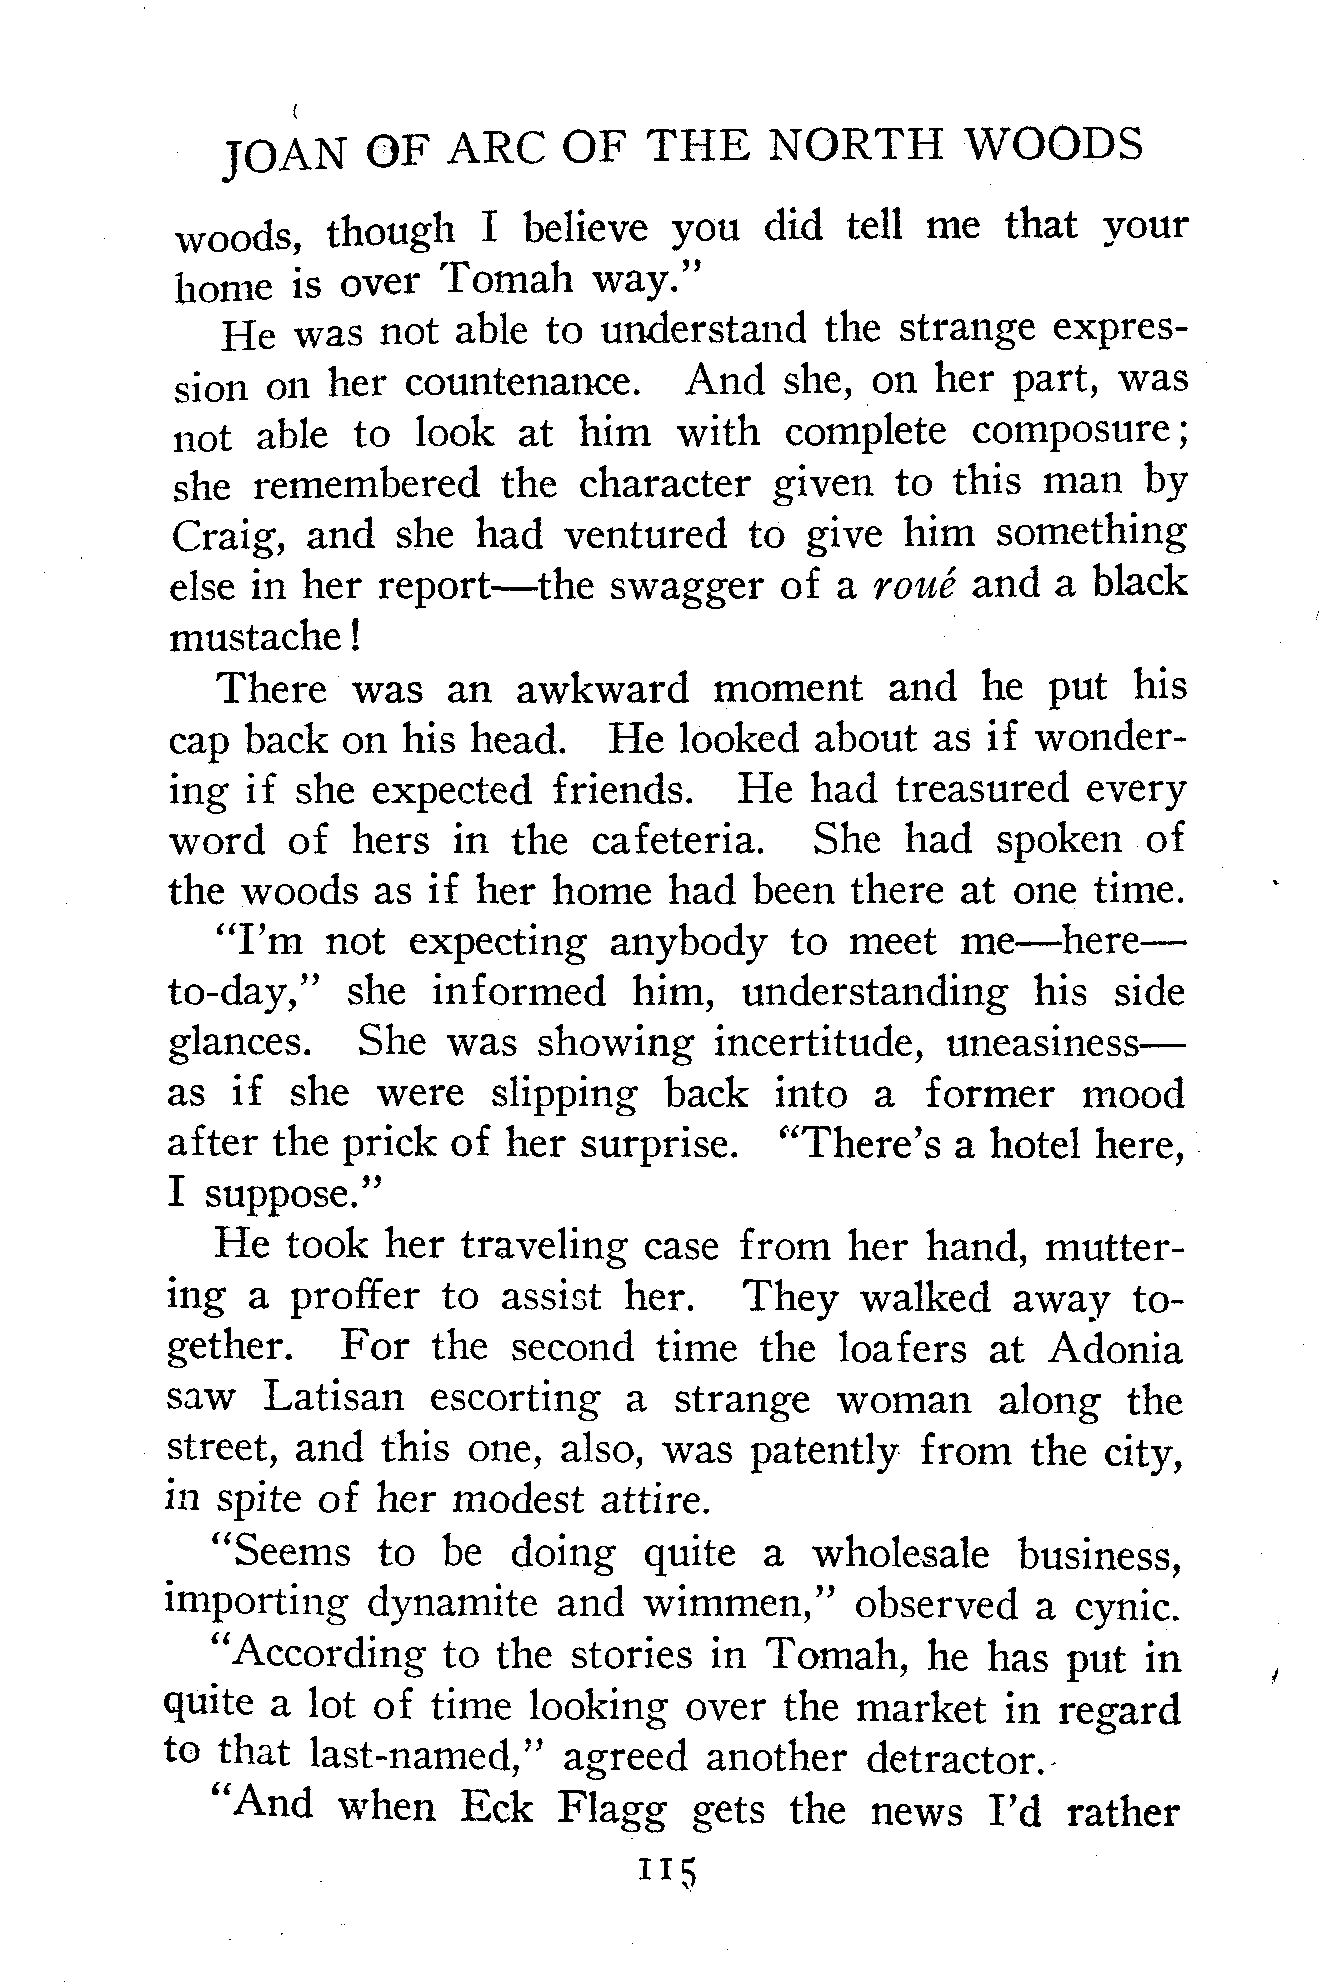 JOAN OF ARC OF THE NORTH WOODS
woods, though I believe you did tell me that your
home is over Tomah way.”
He was not able to understand the strange expres-
sion on her countenance. And she, on her part, was
not able to look at him with complete composure;
she remembered the character given to this man by
Craig, and she had ventured to give him something
else in her report—the swagger of a roué and a black
mustache!
There was an awkward moment and he put his
cap back on his head. He looked about as if wonder-
ing if she expected friends. He had treasured every
word of hers in the cafeteria. She had spoken of
the woods as if her home had been there at one time.
“I’m not expecting anybody to meet me—here—
to-day,” she informed him, understanding his side
glances. She was showing incertitude, uneasiness—
as if she were slipping back into a former mood
after the prick of her surprise. “There’s a hotel here,
I suppose.”
He took her traveling case from her hand, mutter-
ing a proffer to assist her. They walked away to-
gether. For the second time the loafers at Adonia
saw Latisan escorting a strange woman along the
street, and this one, also, was patently from the city,
in spite of her modest attire.
“Seems to be doing quite a wholesale business,
importing dynamite and wimmen,” observed a cynic.
“According to the stories in Tomah, he has put in
quite a lot of time looking over the market in regard
to that last-named,” agreed another detractor.
“And when Eck Flagg gets the news I’d rather
115